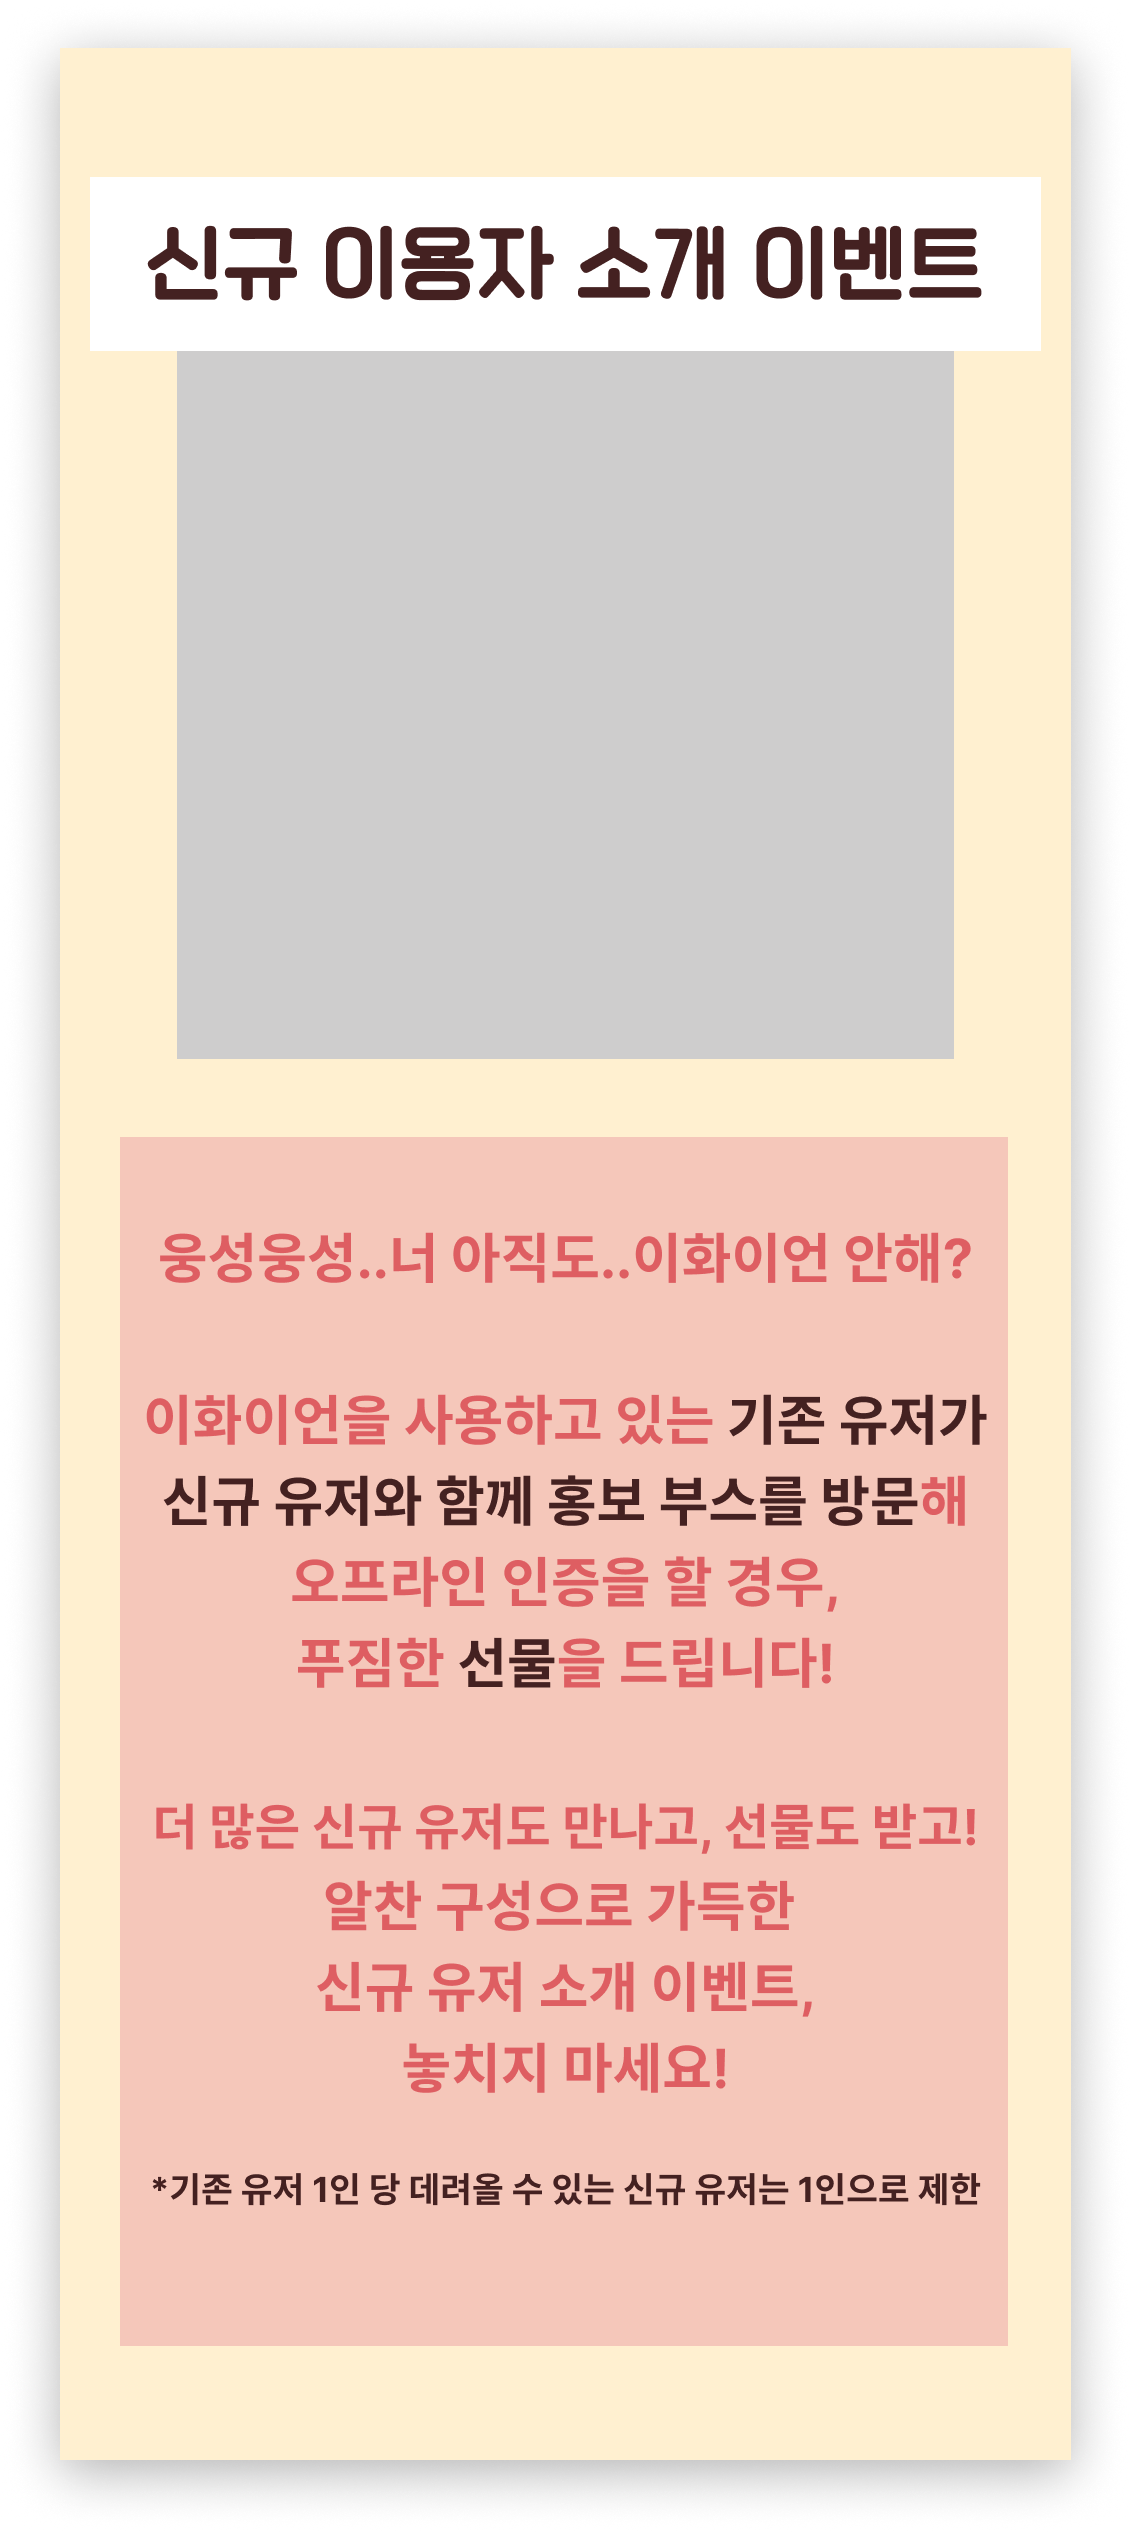 신규 이용자 소개 이벤트
웅성웅성..너 아직도..이화이언 안해?
이화이언을 사용하고 있는 기존 유저가
신규 유저와 함께 홍보 부스를 방문해
오프라인 인증을 할 경우,
푸짐한 선물을 드립니다!
더 많은 신규 유저도 만나고, 선물도 받고!
알찬 구성으로 가득한
신규 유저 소개 이벤트,
놓치지 마세요!
*기존 유저 1인 당 데려올 수 있는 신규 유저는 1인으로 제한